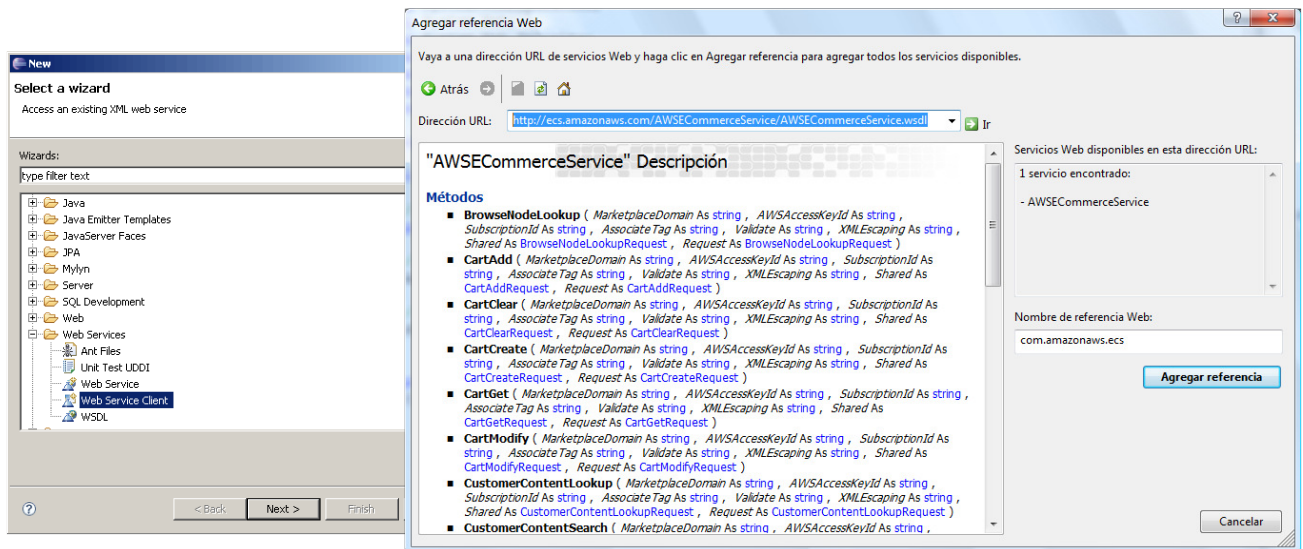 New
Select a wizard
Access an existing XML web service
Wizards:
type filter text
Java
Java Emitter Templates
JavaServer Faces
JPA
Mylyn
Server
SQL Development
Web
Web Services
Ant Files
Unit Test UDDI
Web Service
Web Service Client
WSDL
?
< Back
Next >
Finish
Agregar referencia Web
Vaya a una dirección URL de servicios Web y haga clic en Agregar referencia para agregar todos los servicios disponibles.
Atrás
Dirección URL:
http://ecs.amazonaws.com/AWSECommerceService/AWSECommerceService.wsdl
Ir
"AWSECommerceService" Descripción
Métodos
BrowseNodeLookup ( MarketplaceDomain As string , AWSAccessKeyId As string ,
SubscriptionId As string , AssociateTag As string , Validate As string , XMLEscaping As string ,
Shared As BrowseNodeLookupRequest , Request As BrowseNodeLookupRequest )
CartAdd ( MarketplaceDomain As string , AWSAccessKeyId As string , SubscriptionId As
string , AssociateTag As string , Validate As string , XMLEscaping As string , Shared As
CartAddRequest , Request As CartAddRequest )
CartClear ( MarketplaceDomain As string , AWSAccessKeyId As string , SubscriptionId As
string , AssociateTag As string , Validate As string , XMLEscaping As string , Shared As
CartClearRequest , Request As CartClearRequest )
CartCreate ( MarketplaceDomain As string , AWSAccessKeyId As string , SubscriptionId As
string , AssociateTag As string , Validate As string , XMLEscaping As string , Shared As
CartCreateRequest , Request As CartCreateRequest )
CartGet ( MarketplaceDomain As string , AWSAccessKeyId As string , SubscriptionId As string ,
AssociateTag As string , Validate As string , XMLEscaping As string , Shared As
CartGetRequest , Request As CartGetRequest )
CartModify ( MarketplaceDomain As string , AWSAccessKeyId As string , SubscriptionId As
string , AssociateTag As string , Validate As string , XMLEscaping As string , Shared As
CartModifyRequest , Request As CartModifyRequest )
CustomerContentLookup ( MarketplaceDomain As string , AWSAccessKeyId As string ,
SubscriptionId As string , AssociateTag As string , Validate As string , XMLEscaping As string ,
Shared As CustomerContentLookupRequest , Request As CustomerContentLookupRequest )
CustomerContentSearch ( MarketplaceDomain As string , AWSAccessKeyId As string ,
Servicios Web disponibles en esta dirección URL:
1 servicio encontrado:
- AWSECommerceService
Nombre de referencia Web:
com.amazonaws.ecs
Agregar referencia
Cancelar